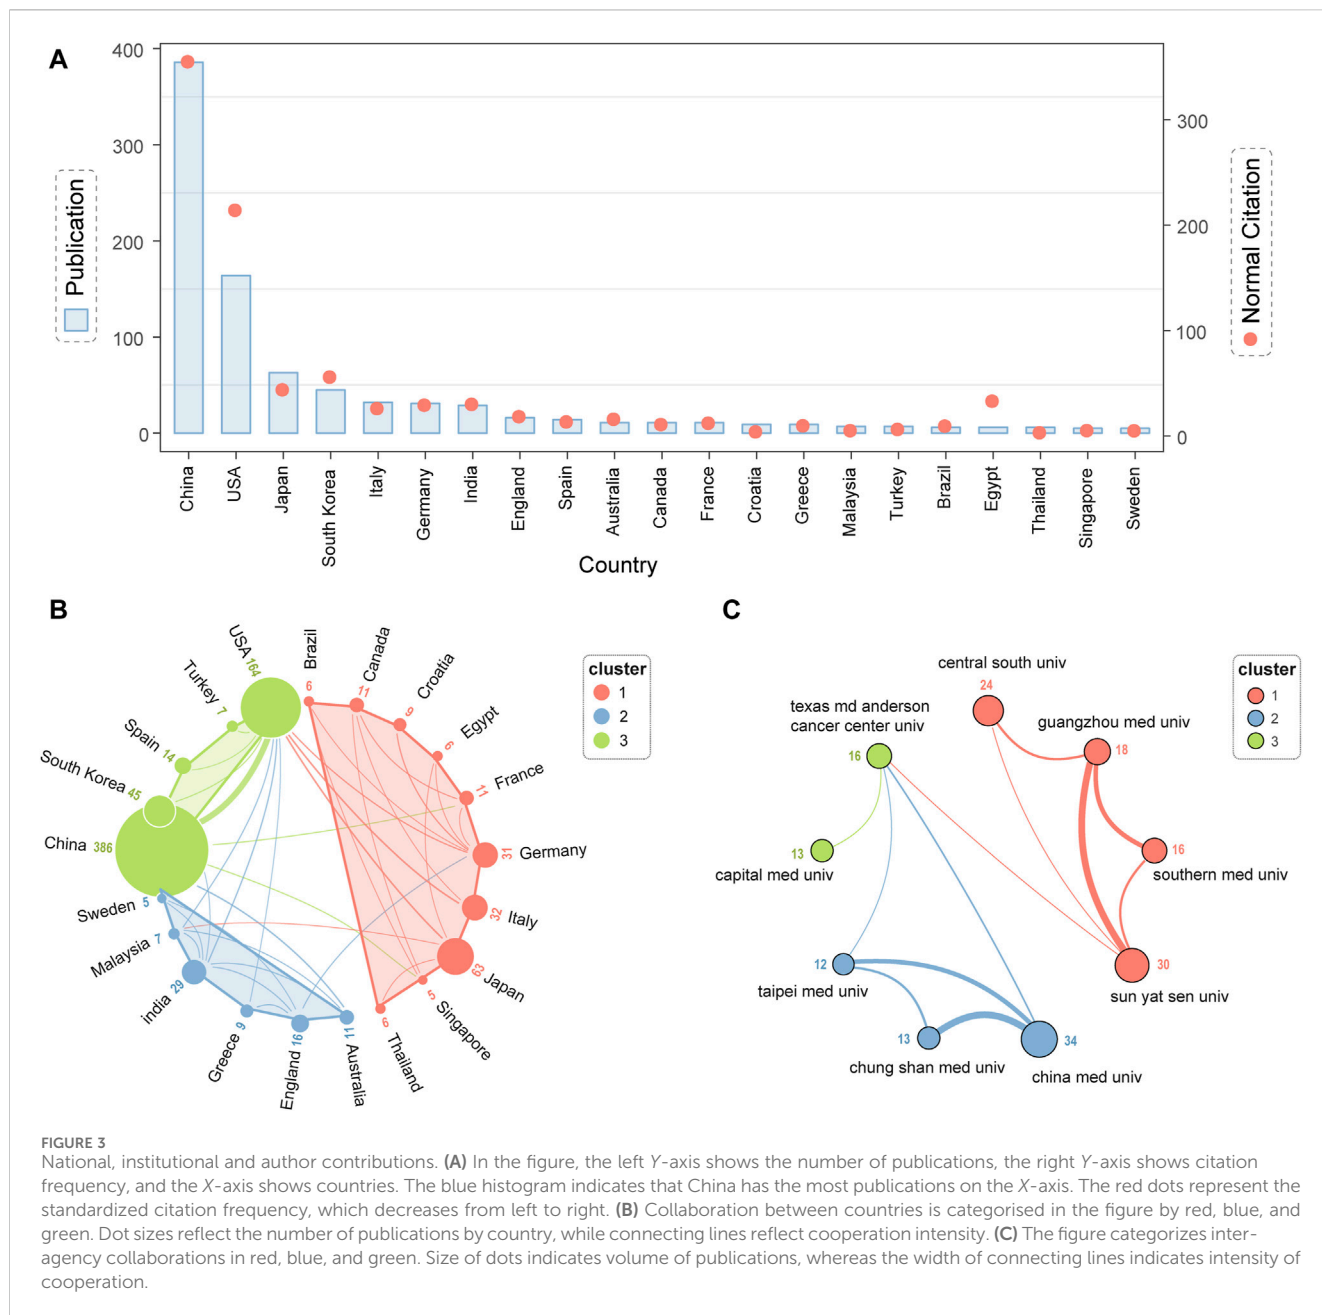 A
400
300
200
100
0
Publication
300
200
100
0
Normal Citation
China
USA
Japan
South Korea
Italy
Germany
India
England
Spain
Australia
Canada
France
Croatia
Greece
Malaysia
Turkey
Brazil
Egypt
Thailand
Singapore
Sweden
Country
B
USA 164
Turkey 7
Spain 14
South Korea 45
China 386
Sweden 5
Malaysia 7
india 29
Greece 9
England 16
Australia 11
Brazil 6
Canada 11
Croatia 9
Egypt 6
France 11
Germany 31
Italy 32
Japan 63
Singapore 5
Thailand 6
cluster
1
2
3
C
central south univ
24
texas md anderson
cancer center univ
16
guangzhou med univ
18
13
capital med univ
16
southern med univ
12
taipei med univ
30
sun yat sen univ
13
chung shan med univ
34
china med univ
cluster
1
2
3
FIGURE 3
National, institutional and author contributions. (A) In the figure, the left Y-axis shows the number of publications, the right Y-axis shows citation
frequency, and the X-axis shows countries. The blue histogram indicates that China has the most publications on the X-axis. The red dots represent the
standardized citation frequency, which decreases from left to right. (B) Collaboration between countries is categorised in the figure by red, blue, and
green. Dot sizes reflect the number of publications by country, while connecting lines reflect cooperation intensity. (C) The figure categorizes inter-
agency collaborations in red, blue, and green. Size of dots indicates volume of publications, whereas the width of connecting lines indicates intensity of
cooperation.